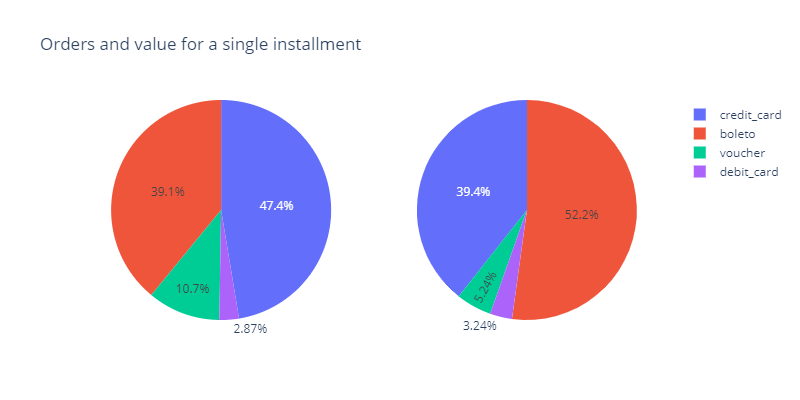 Orders and value for a single installment
credit_card
boleto
voucher
debit_card
39.1%
47.4%
10.7%
2.87%
39.4%
52.2%
5.24%
3.24%